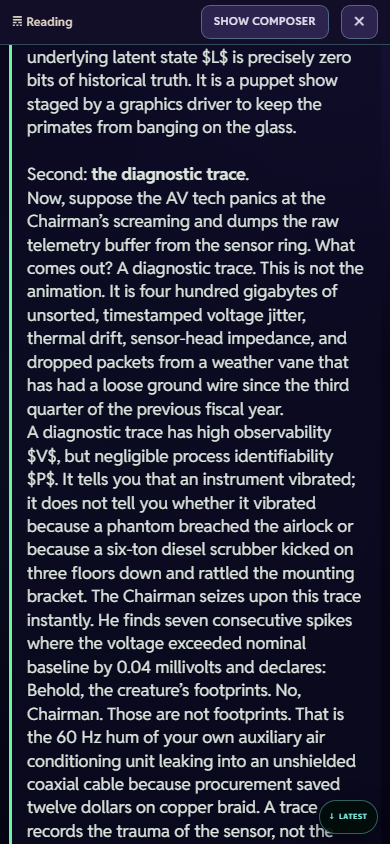 Reading
SHOW COMPOSER
×
underlying latent state $L$ is precisely zero
bits of historical truth. It is a puppet show
staged by a graphics driver to keep the
primates from banging on the glass.
Second: the diagnostic trace.
Now, suppose the AV tech panics at the
Chairman’s screaming and dumps the raw
telemetry buffer from the sensor ring. What
comes out? A diagnostic trace. This is not the
animation. It is four hundred gigabytes of
unsorted, timestamped voltage jitter,
thermal drift, sensor-head impedance, and
dropped packets from a weather vane that
has had a loose ground wire since the third
quarter of the previous fiscal year.
A diagnostic trace has high observability
$V$, but negligible process identifiability
$P$. It tells you that an instrument vibrated;
it does not tell you whether it vibrated
because a phantom breached the airlock or
because a six-ton diesel scrubber kicked on
three floors down and rattled the mounting
bracket. The Chairman seizes upon this trace
instantly. He finds seven consecutive spikes
where the voltage exceeded nominal
baseline by 0.04 millivolts and declares:
Behold, the creature’s footprints. No,
Chairman. Those are not footprints. That is
the 60 Hz hum of your own auxiliary air
conditioning unit leaking into an unshielded
coaxial cable because procurement saved
twelve dollars on copper braid. A trace
records the trauma of the sensor, not the
↓ LATEST